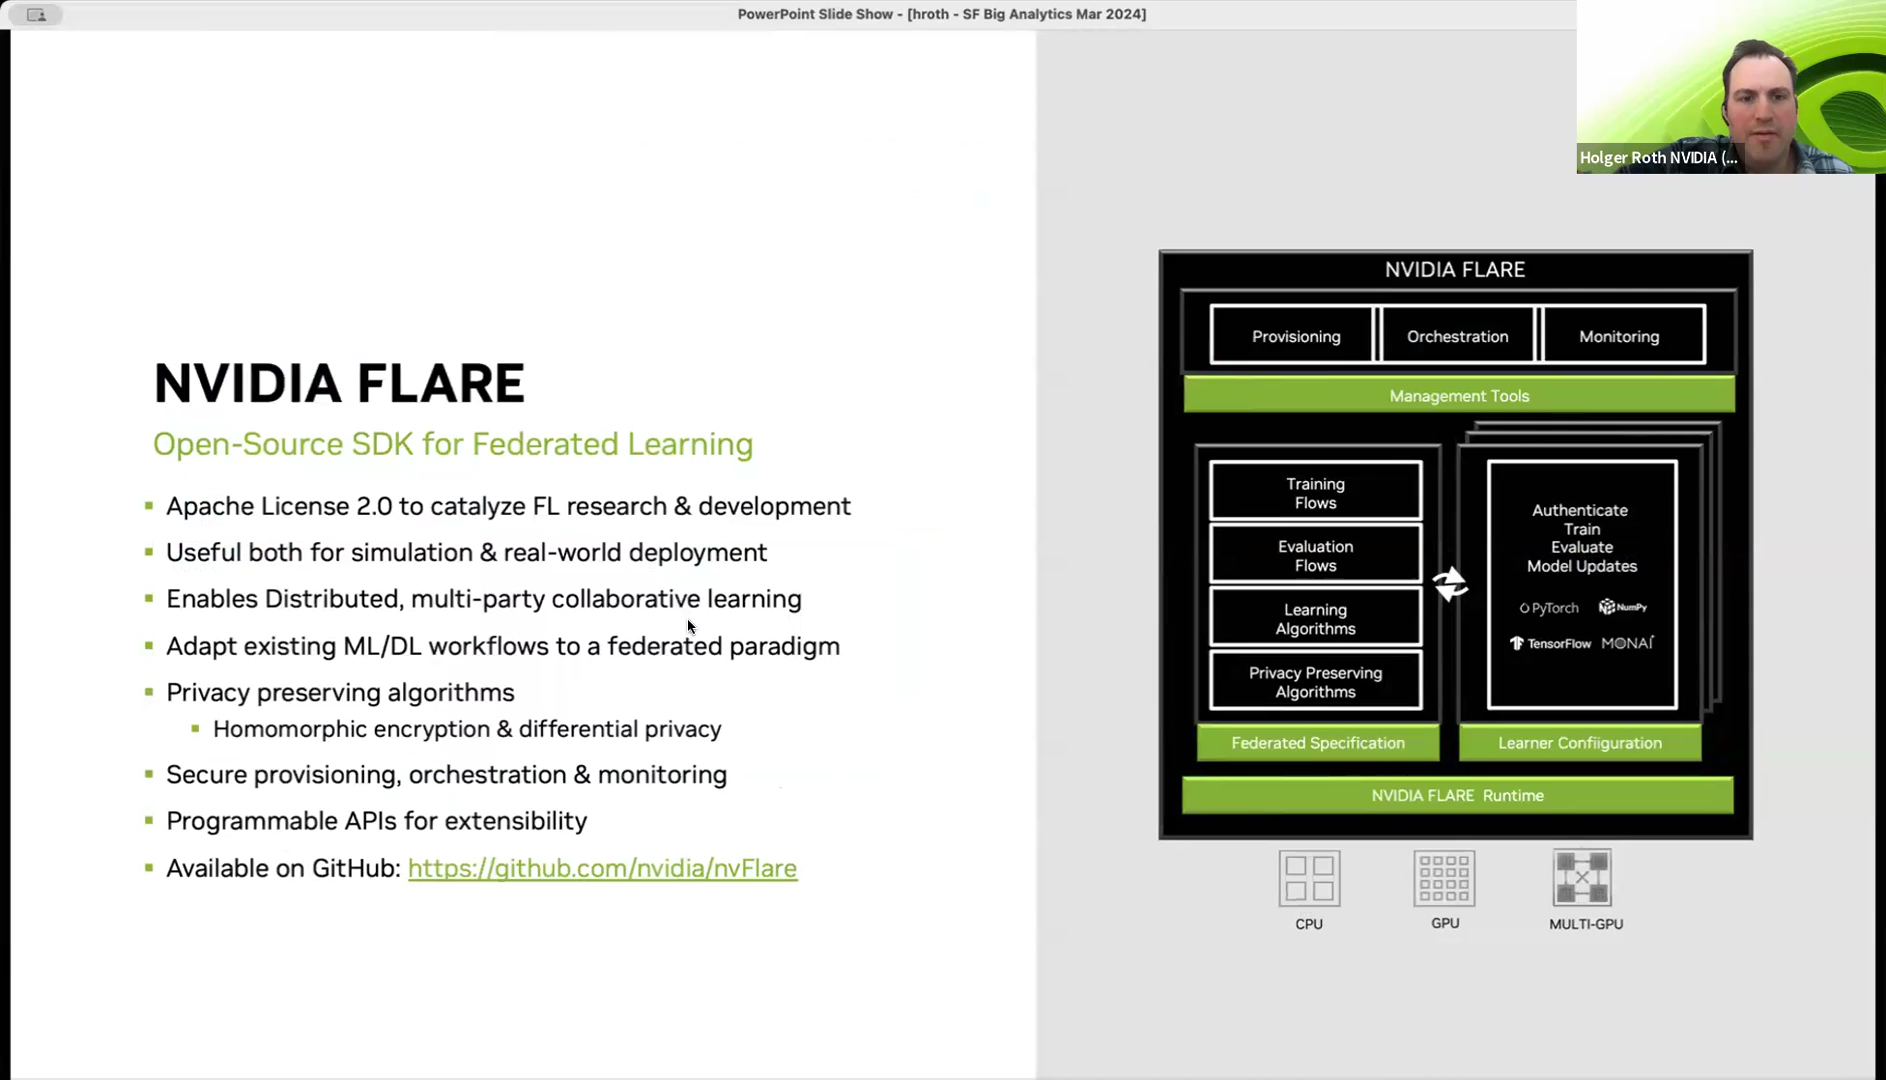 PowerPoint Slide Show - [hroth - SF Big Analytics Mar 2024]
Holger Roth NVIDIA (...
NVIDIA FLARE
Open-Source SDK for Federated Learning
Apache License 2.0 to catalyze FL research & development
Useful both for simulation & real-world deployment
Enables Distributed, multi-party collaborative learning
Adapt existing ML/DL workflows to a federated paradigm
Privacy preserving algorithms
Homomorphic encryption & differential privacy
Secure provisioning, orchestration & monitoring
Programmable APIs for extensibility
Available on GitHub: https://github.com/nvidia/nvFlare
NVIDIA FLARE
Provisioning
Orchestration
Monitoring
Management Tools
Training
Flows
Evaluation
Flows
Learning
Algorithms
Privacy Preserving
Algorithms
Federated Specification
Authenticate
Train
Evaluate
Model Updates
PyTorch
NumPy
TensorFlow
MONAI
Learner Confiiguration
NVIDIA FLARE Runtime
CPU
GPU
MULTI-GPU